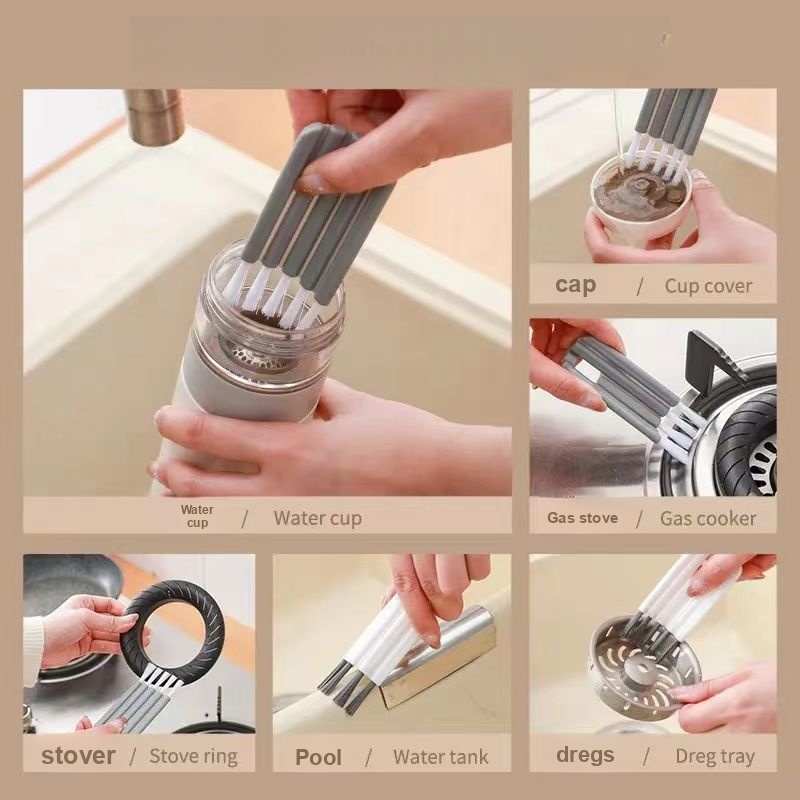 Water
cup / Water cup
cap / Cup cover
Gas stove / Gas cooker
stover / Stove ring
Pool / Water tank
dregs / Dreg tray